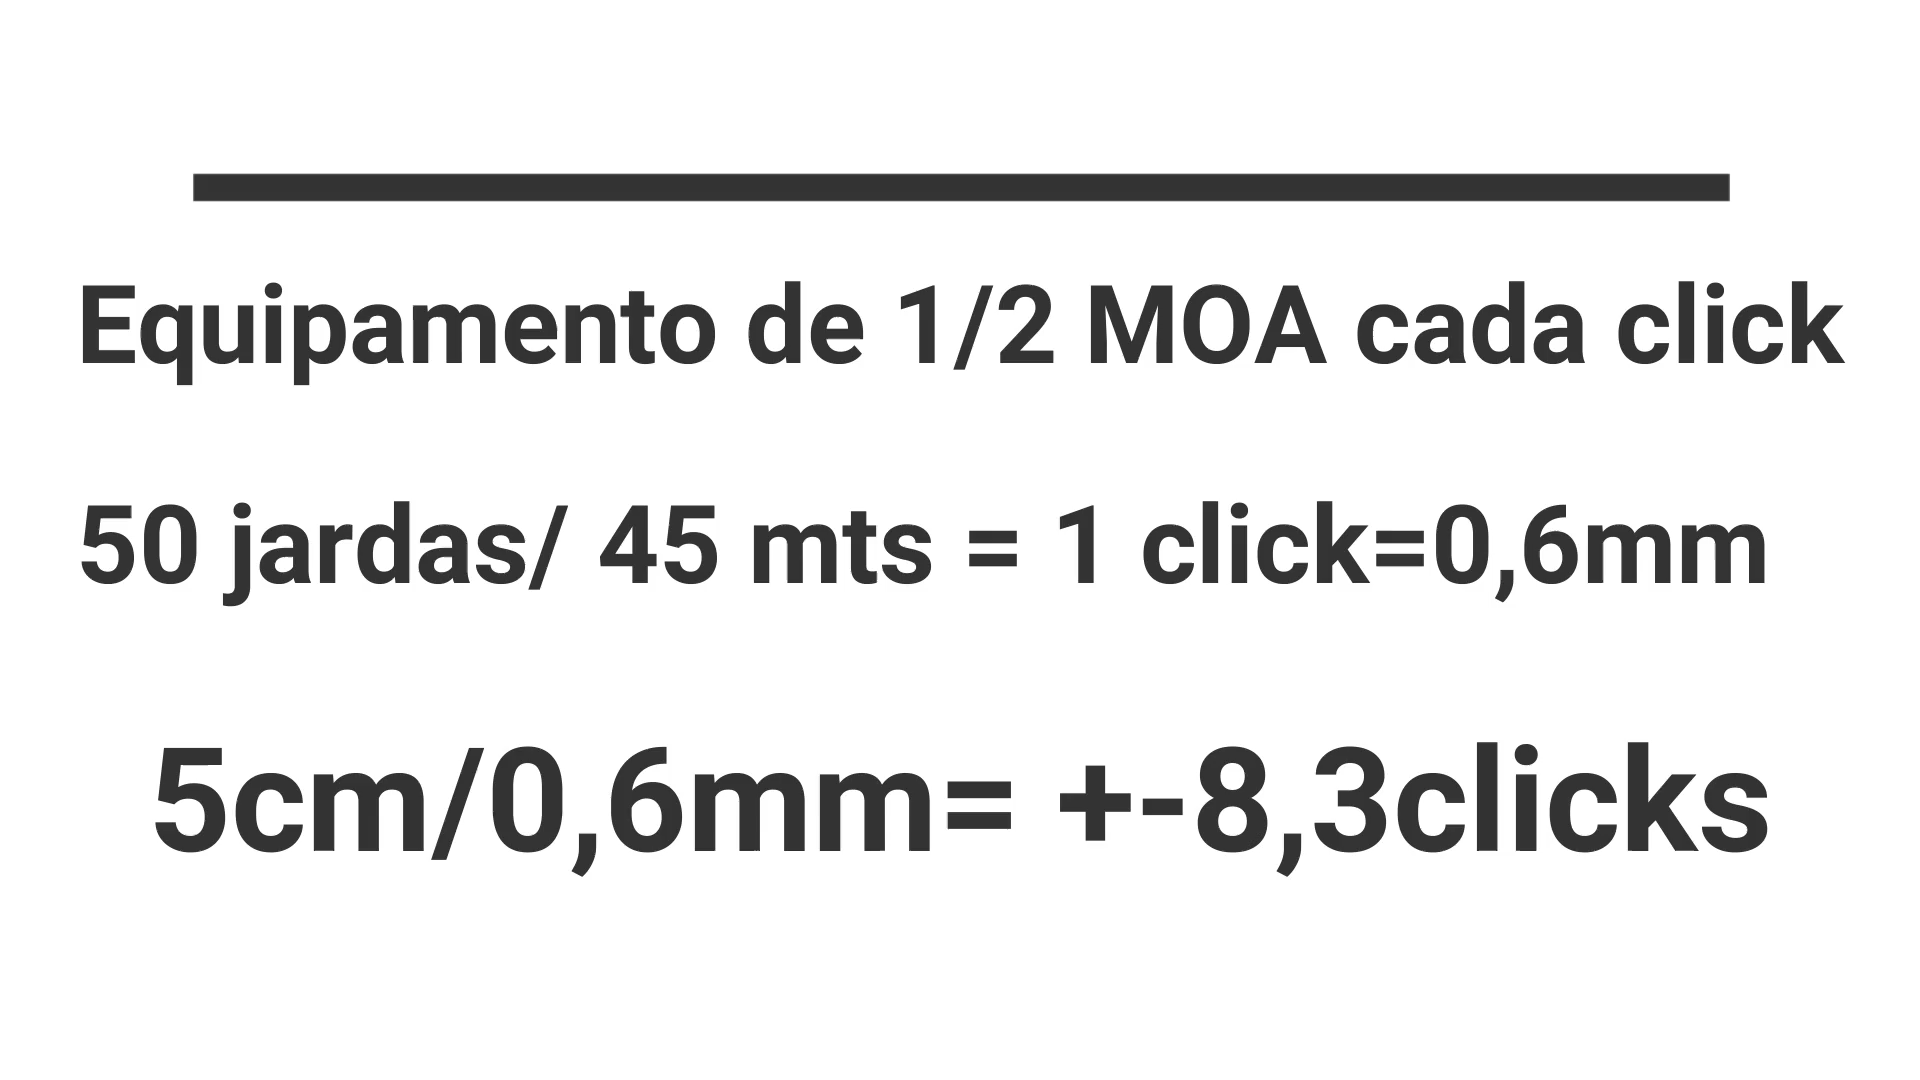 Equipamento de 1/2 MOA cada click
50 jardas/ 45 mts = 1 click=0,6mm
5cm/0,6mm= +-8,3clicks